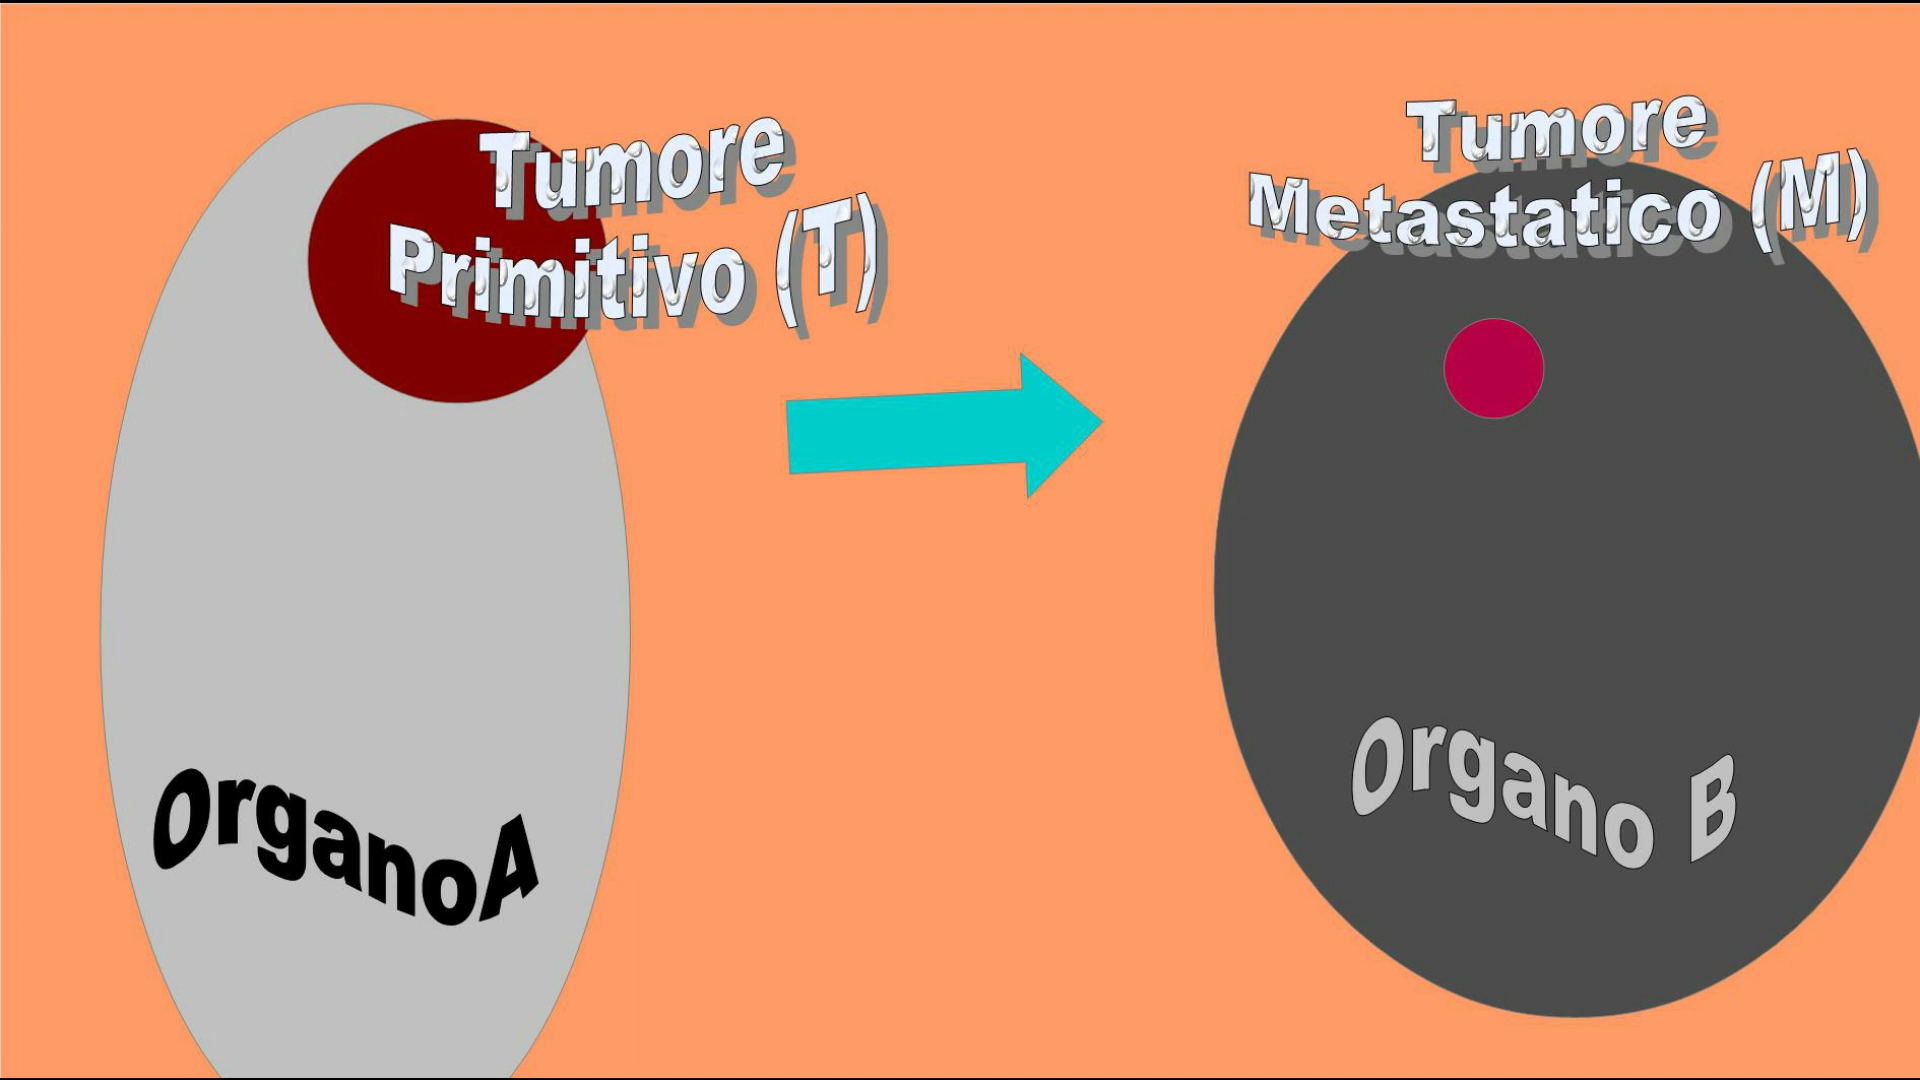 Tumore
Primitivo (T)
Tumore
Metastatico (M)
OrganoA
Organo B